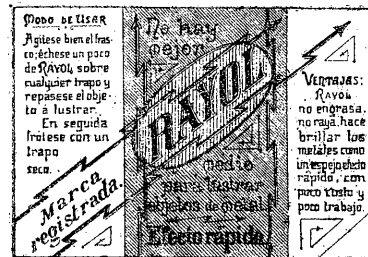 MODO DE USAR
Agítese bien el fras-
co; échese un poco
de RAYOL sobre
cualquier trapo y
repásese el obje-
to á lustrar.
En seguida
frótese con un
trapo
seco.
Marca
registrada.
No hay
mejor
RAYOL
medio
para lustrar
objetos de metal.
Efecto rápido.
VENTAJAS:
RAYOL
no engrasa,
no raya, hace
brillar los
metales como
un espejo; efecto
rápido, con
poco costo y
poco trabajo.